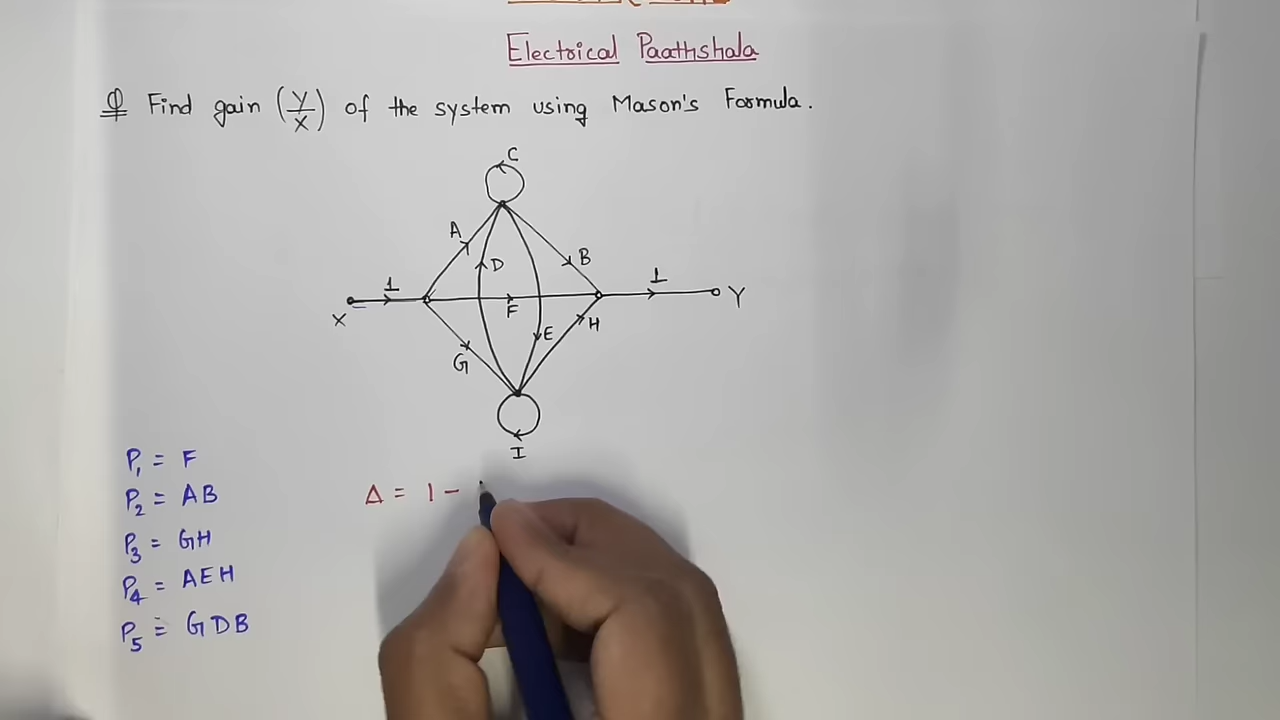 Electrical Paathshala
Q Find gain (Y/X) of the system using Mason's Formula.
C
A
B
D
1
1
X
F
Y
E
H
G
I
P1 = F
P2 = AB
P3 = GH
P4 = AEH
P5 = GDB
Δ = 1 -